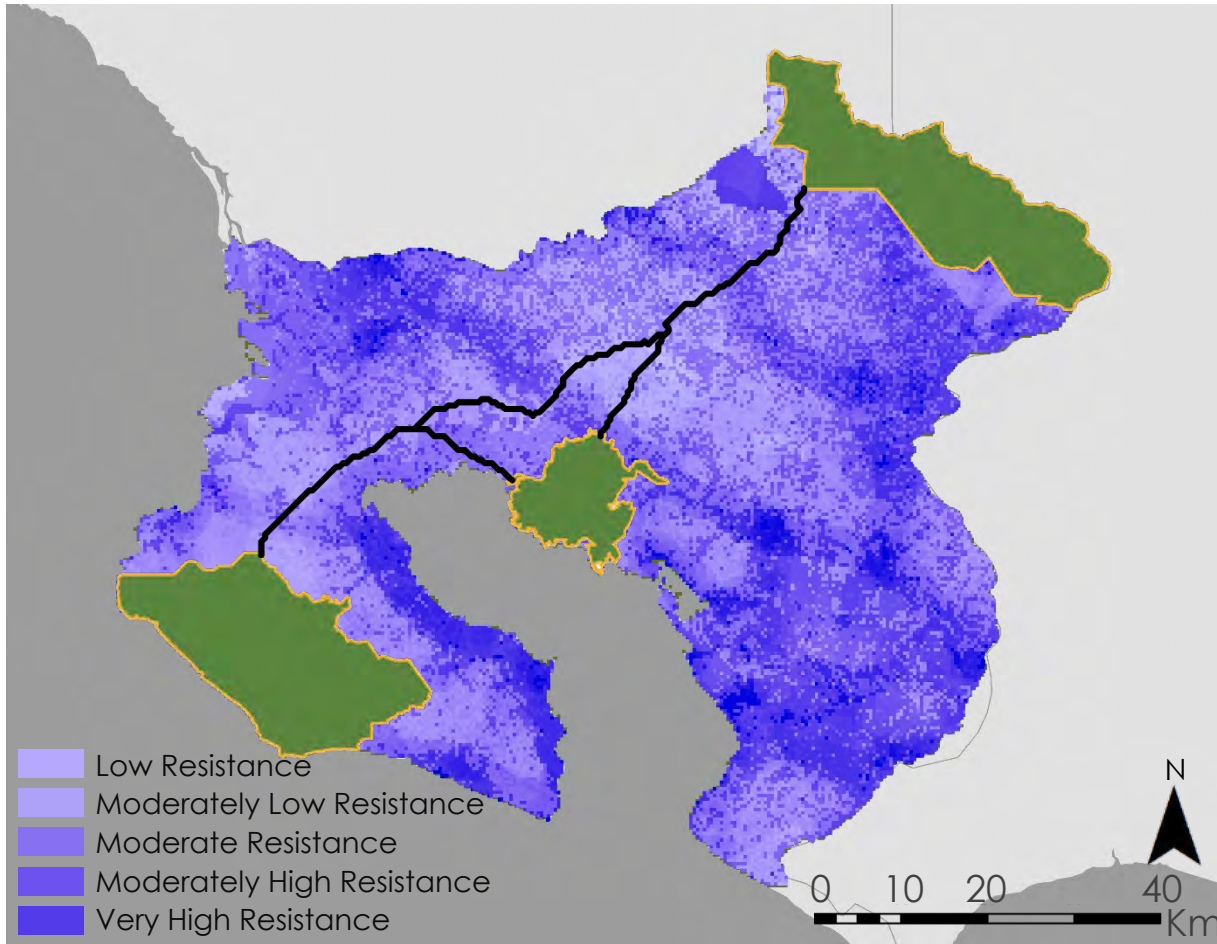 Low Resistance
Moderately Low Resistance
Moderate Resistance
Moderately High Resistance
Very High Resistance
N
0 10 20 40
Km